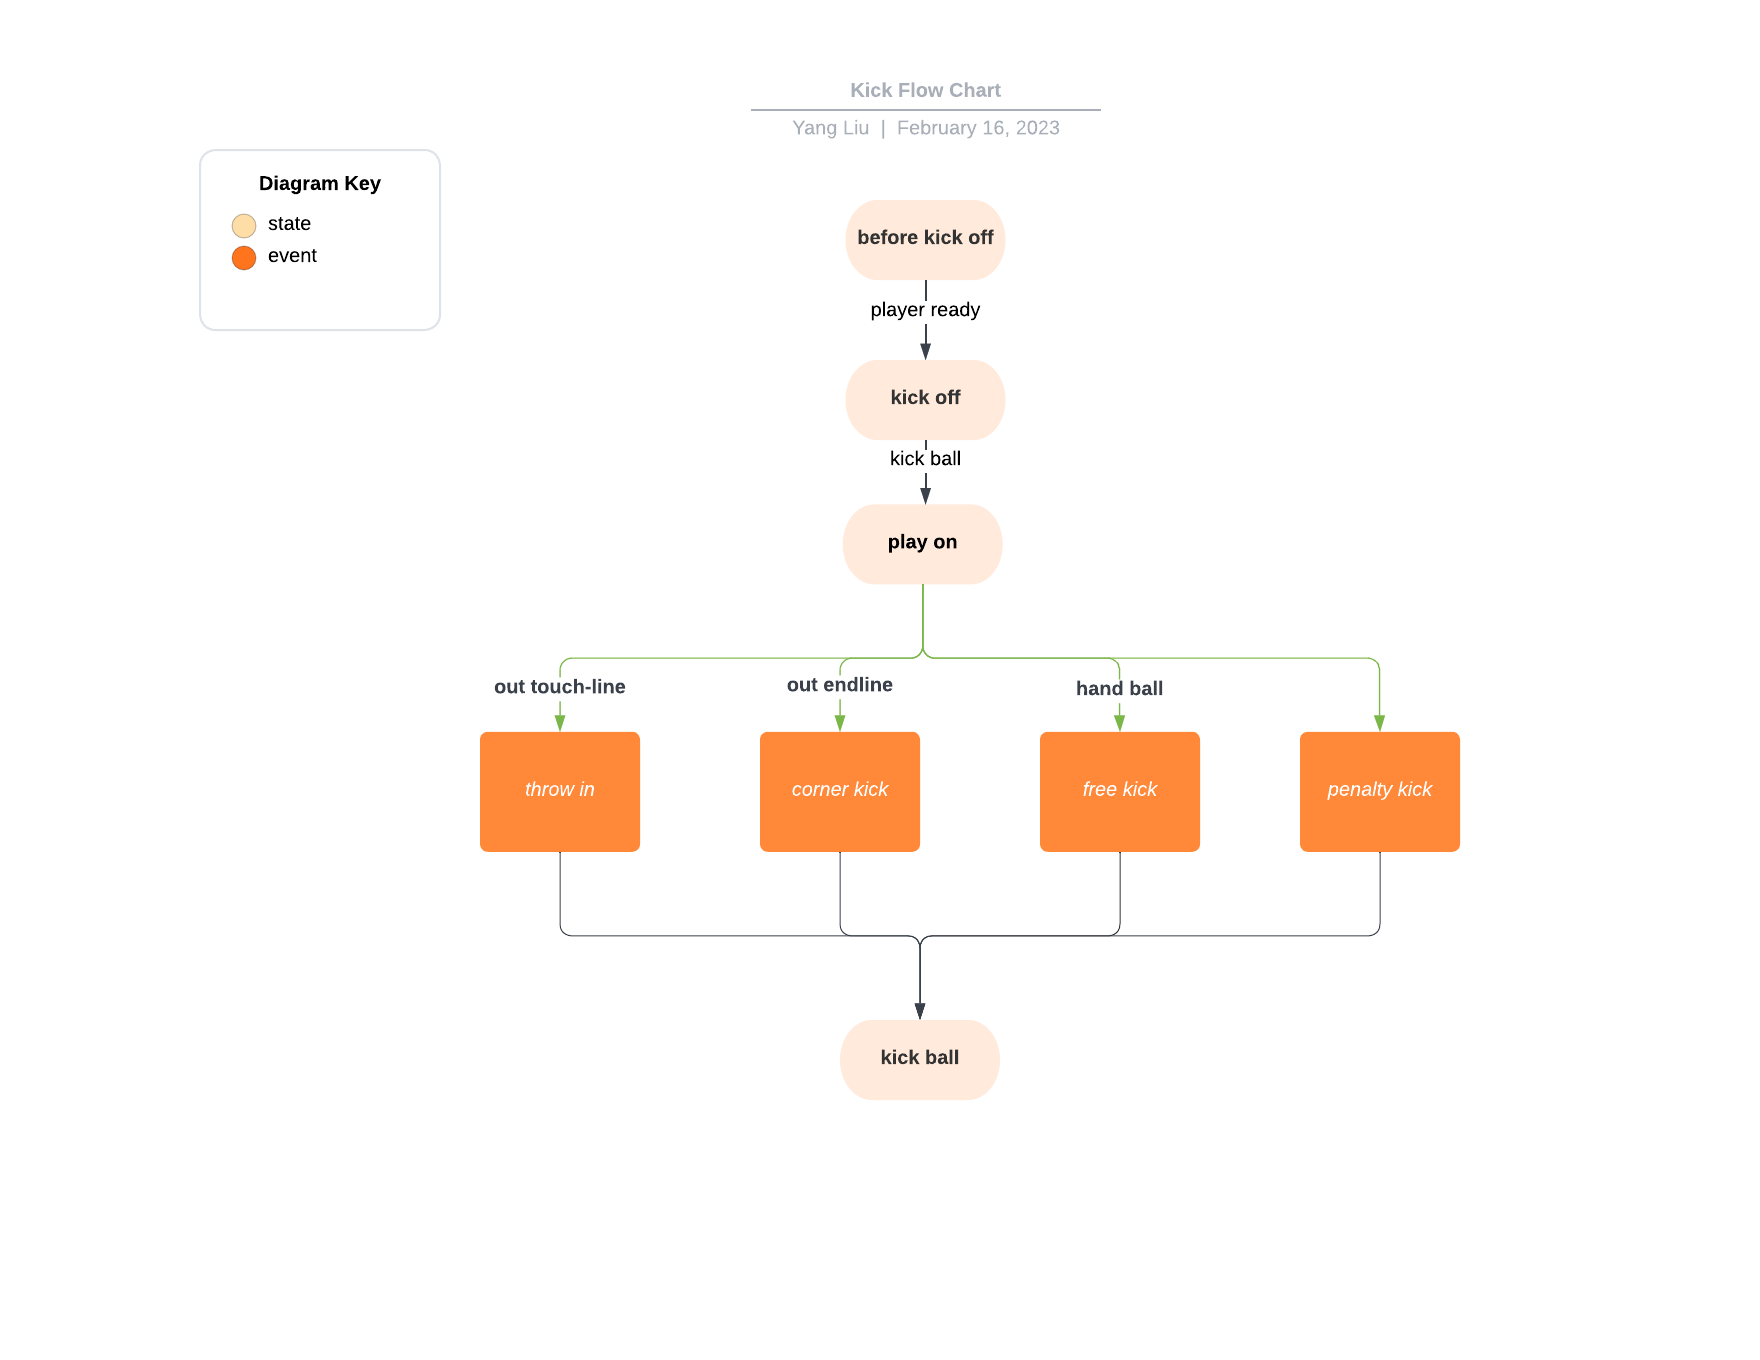 Kick Flow Chart
Yang Liu | February 16, 2023
Diagram Key
state
event
before kick off
player ready
kick off
kick ball
play on
out touch-line
out endline
hand ball
throw in
corner kick
free kick
penalty kick
kick ball